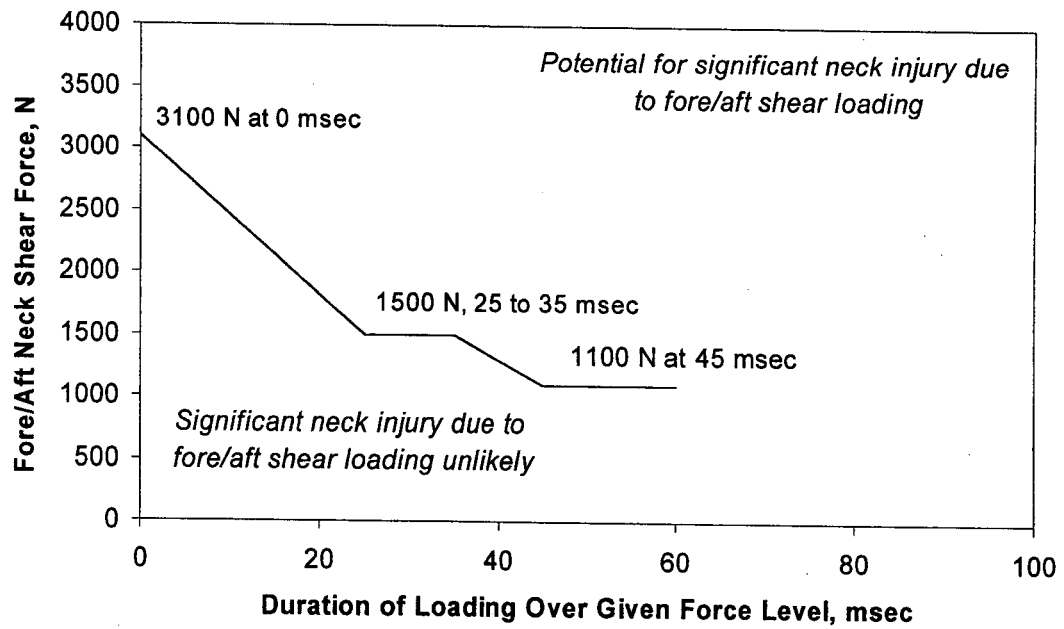 4000
3500
3000
2500
2000
1500
1000
500
0
Fore/Aft Neck Shear Force, N
Potential for significant neck injury due
to fore/aft shear loading
3100 N at 0 msec
1500 N, 25 to 35 msec
1100 N at 45 msec
Significant neck injury due to
fore/aft shear loading unlikely
0 20 40 60 80 100
Duration of Loading Over Given Force Level, msec